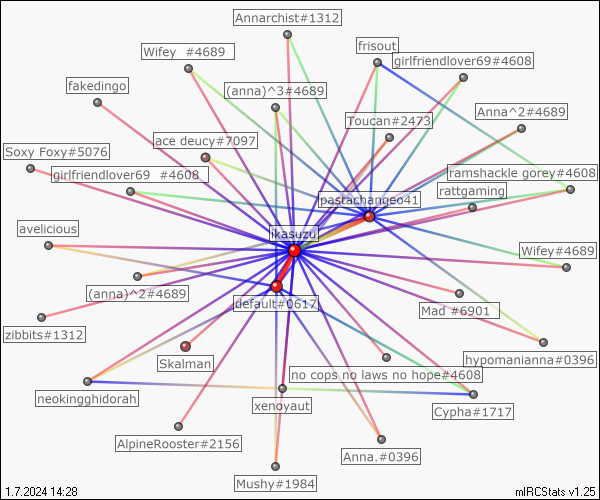 Annarchist#1312
frisout
Wifey  #4689
girlfriendlover69#4608
fakedingo
(anna)^3#4689
Anna^2#4689
Toucan#2473
ace deucy#7097
Soxy Foxy#5076
girlfriendlover69  #4608
ramshackle gorey#4608
rattgaming
pastachangeo41
avelicious
ikasuzu
Wifey#4689
(anna)^2#4689
default#0617
Mad #6901
zibbits#1312
Skalman
hypomanianna#0396
no cops no laws no hope#4608
neokingghidorah
xenoyaut
Cypha#1717
AlpineRooster#2156
Anna.#0396
Mushy#1984
1.7.2024 14:28
mIRCStats v1.25